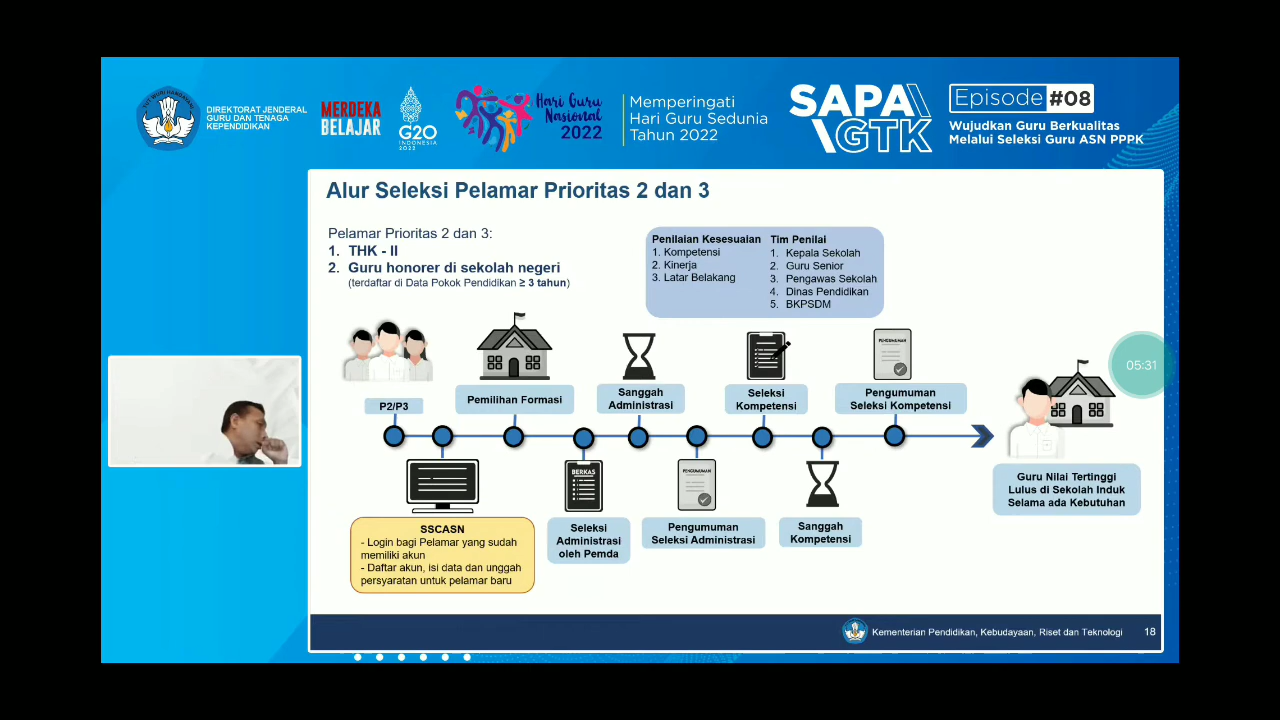 TUT WURI HANDAYANI
DIREKTORAT JENDERAL
GURU DAN TENAGA
KEPENDIDIKAN
MERDEKA
BELAJAR
G20
INDONESIA
2022
Hari Guru
Nasional
2022
Memperingati
Hari Guru Sedunia
Tahun 2022
SAPA
GTK
Episode #08
Wujudkan Guru Berkualitas
Melalui Seleksi Guru ASN PPPK
Alur Seleksi Pelamar Prioritas 2 dan 3
Pelamar Prioritas 2 dan 3:
1. THK - II
2. Guru honorer di sekolah negeri
(terdaftar di Data Pokok Pendidikan ≥ 3 tahun)
Penilaian Kesesuaian
1. Kompetensi
2. Kinerja
3. Latar Belakang
Tim Penilai
1. Kepala Sekolah
2. Guru Senior
3. Pengawas Sekolah
4. Dinas Pendidikan
5. BKPSDM
P2/P3
Pemilihan Formasi
Sanggah
Administrasi
Seleksi
Kompetensi
PENGUMUMAN
Pengumuman
Seleksi Kompetensi
05:31
SSCASN
- Login bagi Pelamar yang sudah
memiliki akun
- Daftar akun, isi data dan unggah
persyaratan untuk pelamar baru
BERKAS
Seleksi
Administrasi
oleh Pemda
PENGUMUMAN
Pengumuman
Seleksi Administrasi
Sanggah
Kompetensi
Guru Nilai Tertinggi
Lulus di Sekolah Induk
Selama ada Kebutuhan
Kementerian Pendidikan, Kebudayaan, Riset dan Teknologi
18